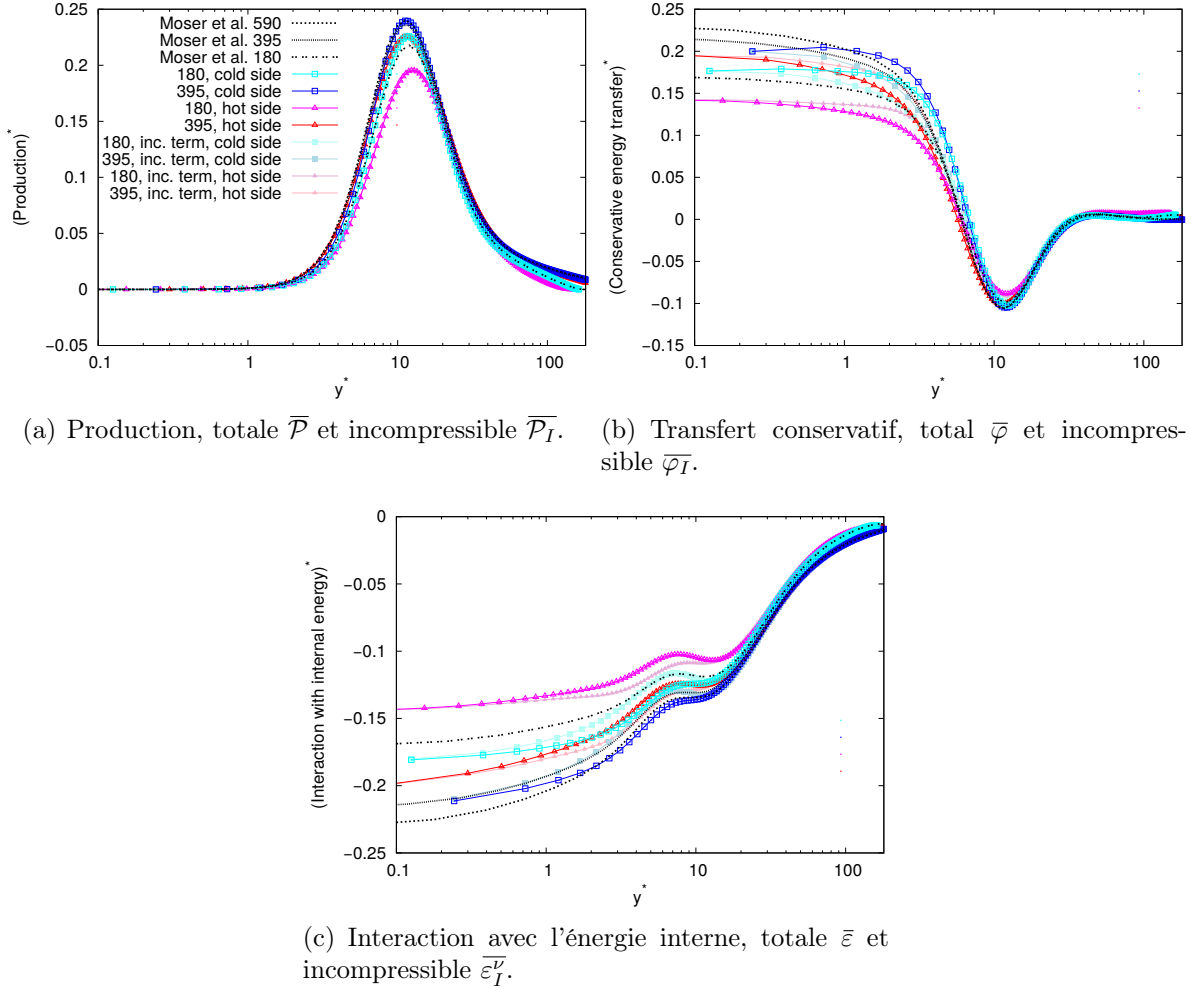 0.25
0.2
0.15
0.1
0.05
0
−0.05
(Production)*
Moser et al. 590
Moser et al. 395
Moser et al. 180
180, cold side
395, cold side
180, hot side
395, hot side
180, inc. term, cold side
395, inc. term, cold side
180, inc. term, hot side
395, inc. term, hot side
0.1 1 10 100
y*
0.25
0.2
0.15
0.1
0.05
0
−0.05
−0.1
−0.15
(Conservative energy transfer)*
0.1 1 10 100
y*
(a) Production, totale P̅ et incompressible P̅_I̅.
(b) Transfert conservatif, total φ̅ et incompres-
sible φ̅_I̅.
0
−0.05
−0.1
−0.15
−0.2
−0.25
(Interaction with internal energy)*
0.1 1 10 100
y*
(c) Interaction avec l'énergie interne, totale ε̅ et
incompressible ε̅_I^ν.